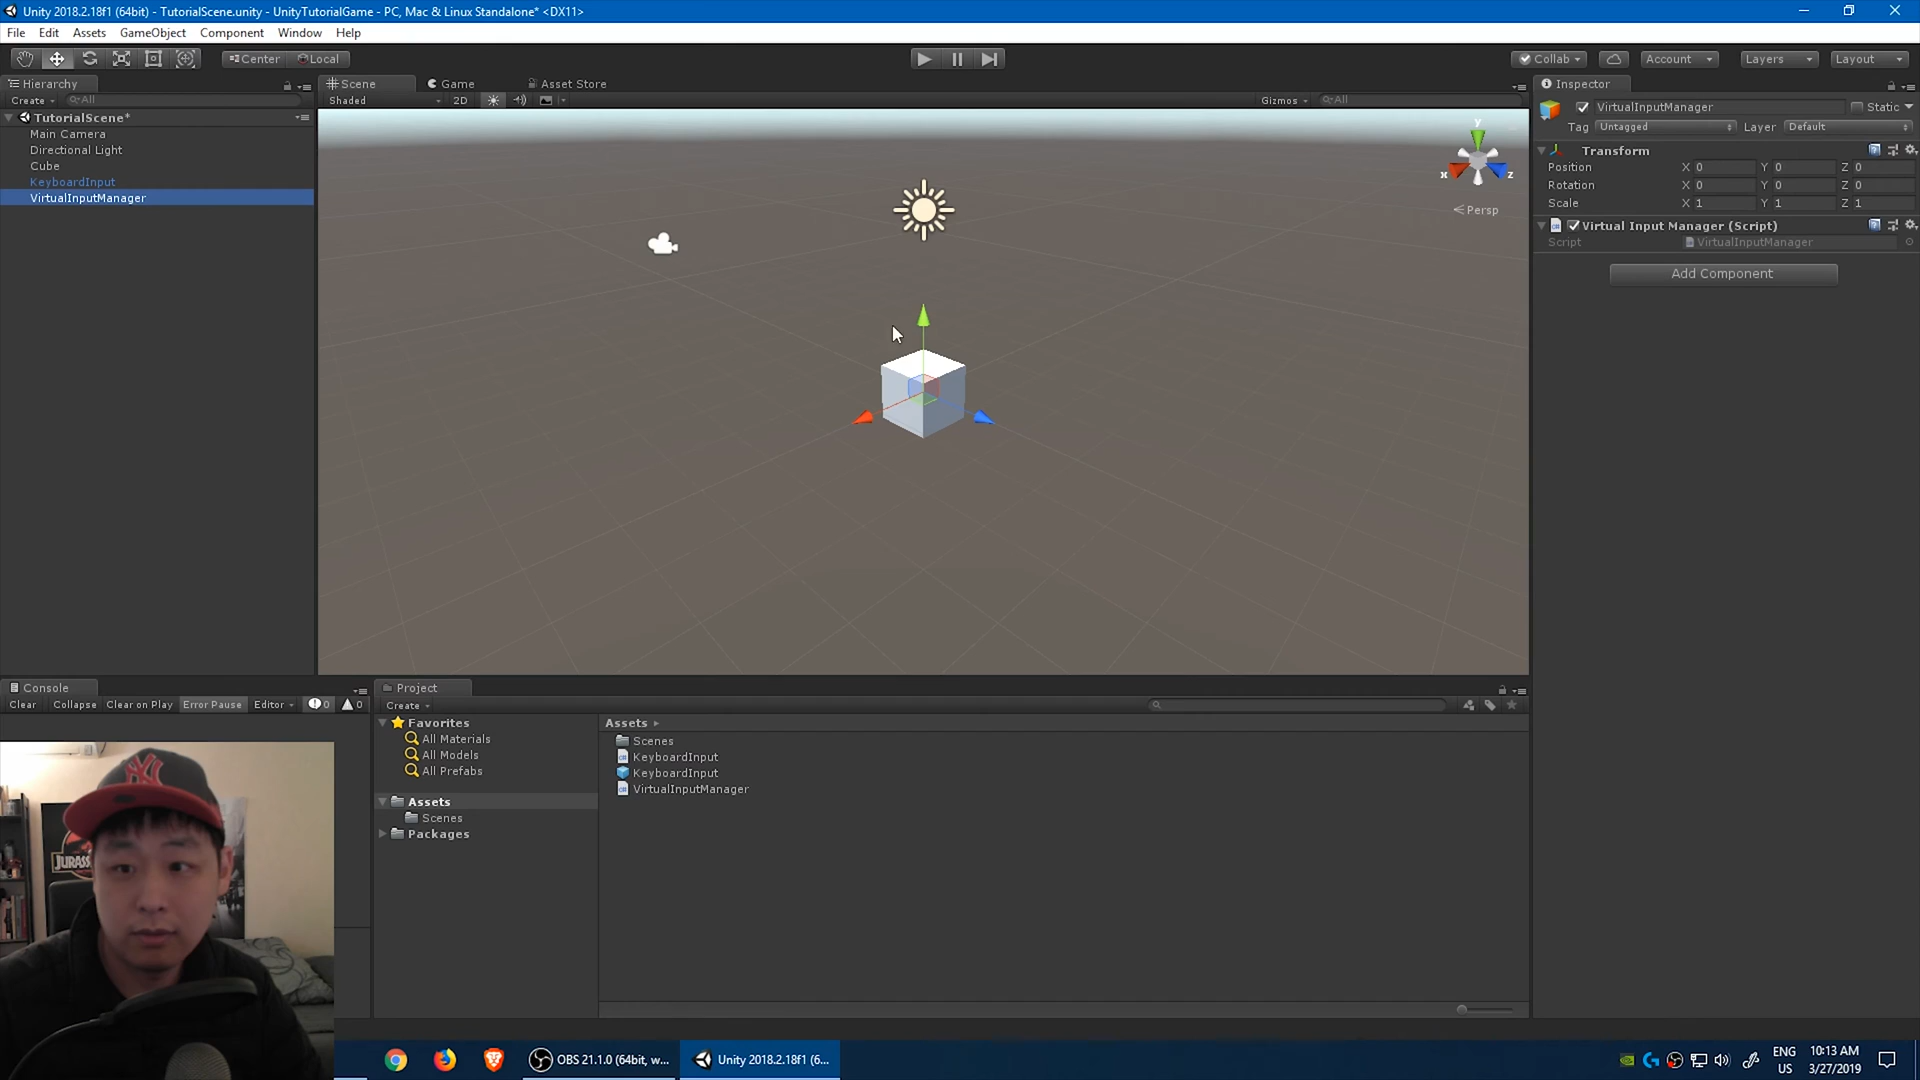 Unity 2018.2.18f1 (64bit) - TutorialScene.unity - UnityTutorialGame - PC, Mac & Linux Standalone* <DX11>
File Edit Assets GameObject Component Window Help
Center Local Collab Account Layers Layout
Hierarchy
Create All
TutorialScene*
Main Camera
Directional Light
Cube
KeyboardInput
VirtualInputManager
Scene Game Asset Store
Shaded 2D Gizmos All
y
x z
Persp
Inspector
VirtualInputManager Static
Tag Untagged Layer Default
Transform
Position X 0 Y 0 Z 0
Rotation X 0 Y 0 Z 0
Scale X 1 Y 1 Z 1
Virtual Input Manager (Script)
Script VirtualInputManager
Add Component
Console
Clear Collapse Clear on Play Error Pause Editor 0 0
Project
Create
Favorites
All Materials
All Models
All Prefabs
Assets
Scenes
Packages
Assets
Scenes
KeyboardInput
KeyboardInput
VirtualInputManager
JURASS
OBS 21.1.0 (64bit, w...
Unity 2018.2.18f1 (6...
ENG
US
10:13 AM
3/27/2019